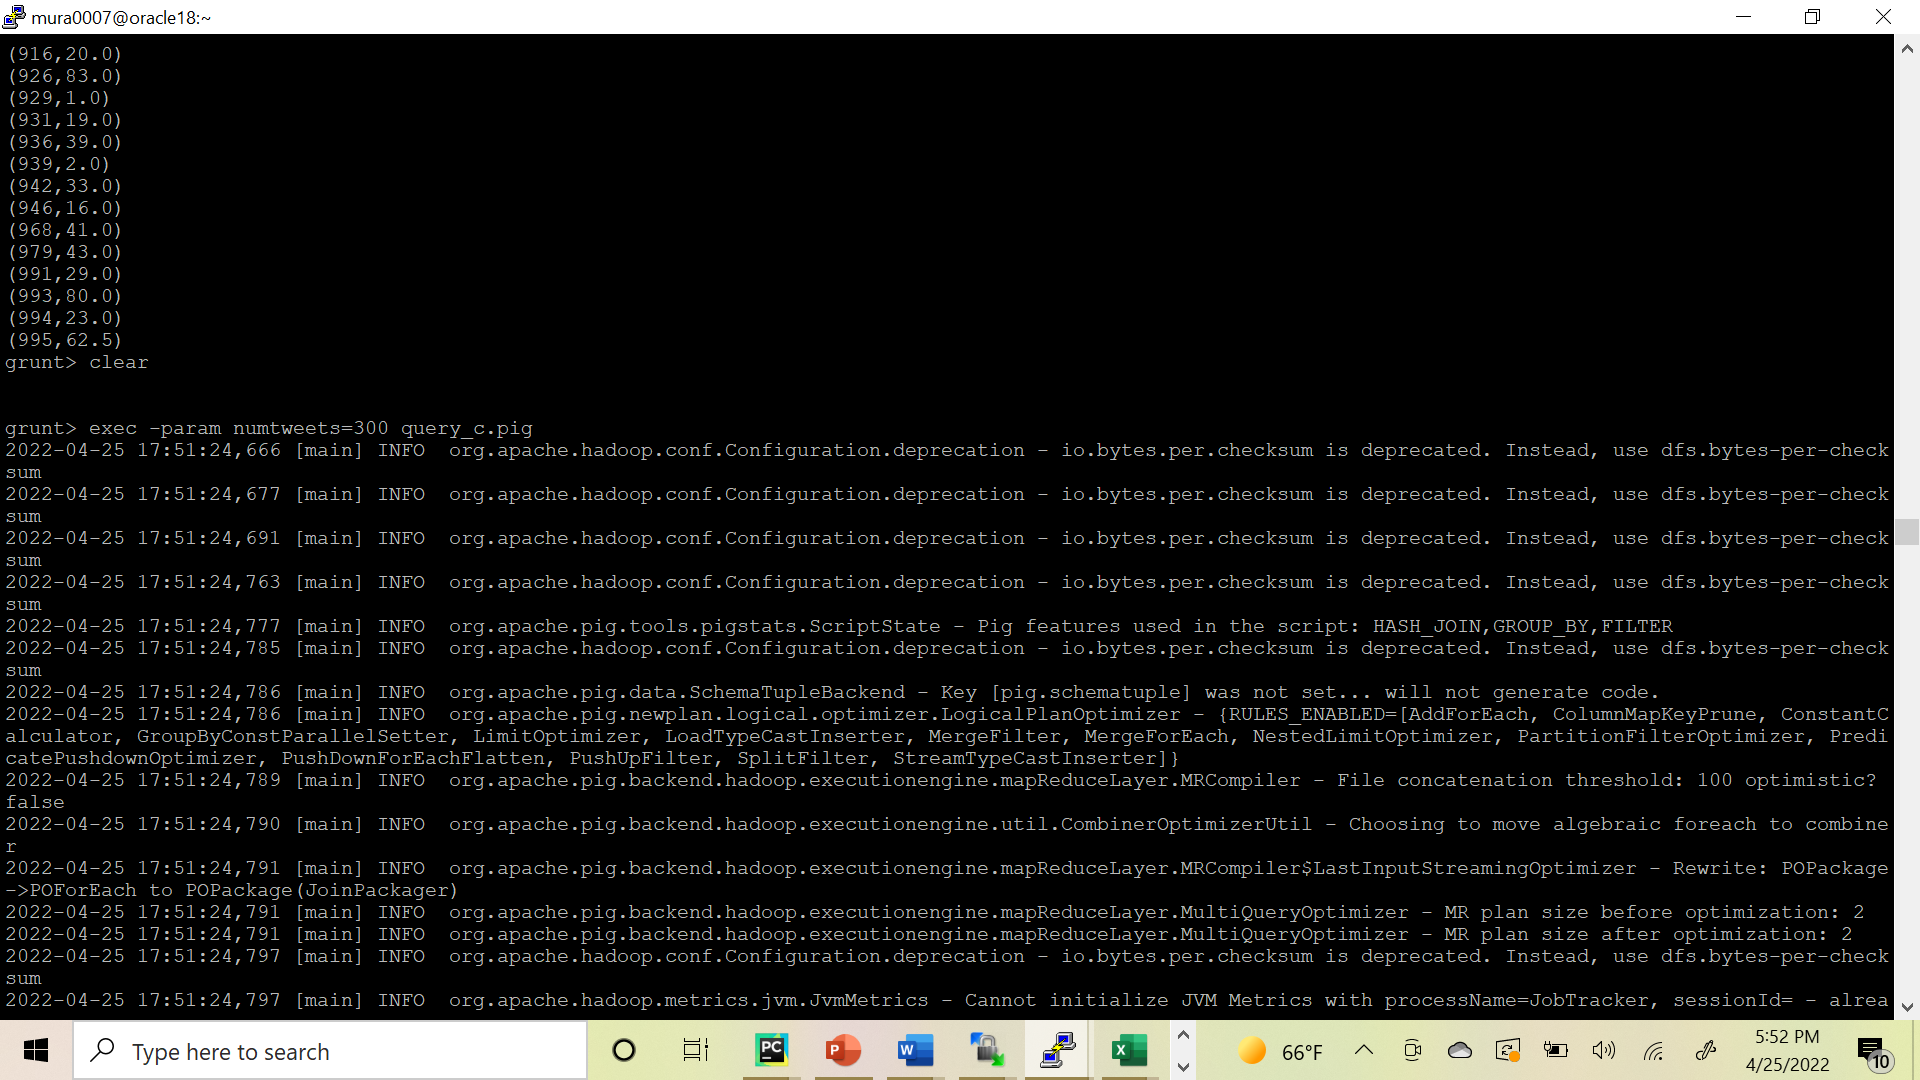 mura0007@oracle18:~
(916,20.0)
(926,83.0)
(929,1.0)
(931,19.0)
(936,39.0)
(939,2.0)
(942,33.0)
(946,16.0)
(968,41.0)
(979,43.0)
(991,29.0)
(993,80.0)
(994,23.0)
(995,62.5)
grunt> clear
grunt> exec -param numtweets=300 query_c.pig
2022-04-25 17:51:24,666 [main] INFO  org.apache.hadoop.conf.Configuration.deprecation - io.bytes.per.checksum is deprecated. Instead, use dfs.bytes-per-check
sum
2022-04-25 17:51:24,677 [main] INFO  org.apache.hadoop.conf.Configuration.deprecation - io.bytes.per.checksum is deprecated. Instead, use dfs.bytes-per-check
sum
2022-04-25 17:51:24,691 [main] INFO  org.apache.hadoop.conf.Configuration.deprecation - io.bytes.per.checksum is deprecated. Instead, use dfs.bytes-per-check
sum
2022-04-25 17:51:24,763 [main] INFO  org.apache.hadoop.conf.Configuration.deprecation - io.bytes.per.checksum is deprecated. Instead, use dfs.bytes-per-check
sum
2022-04-25 17:51:24,777 [main] INFO  org.apache.pig.tools.pigstats.ScriptState - Pig features used in the script: HASH_JOIN,GROUP_BY,FILTER
2022-04-25 17:51:24,785 [main] INFO  org.apache.hadoop.conf.Configuration.deprecation - io.bytes.per.checksum is deprecated. Instead, use dfs.bytes-per-check
sum
2022-04-25 17:51:24,786 [main] INFO  org.apache.pig.data.SchemaTupleBackend - Key [pig.schematuple] was not set... will not generate code.
2022-04-25 17:51:24,786 [main] INFO  org.apache.pig.newplan.logical.optimizer.LogicalPlanOptimizer - {RULES_ENABLED=[AddForEach, ColumnMapKeyPrune, ConstantC
alculator, GroupByConstParallelSetter, LimitOptimizer, LoadTypeCastInserter, MergeFilter, MergeForEach, NestedLimitOptimizer, PartitionFilterOptimizer, Predi
catePushdownOptimizer, PushDownForEachFlatten, PushUpFilter, SplitFilter, StreamTypeCastInserter]}
2022-04-25 17:51:24,789 [main] INFO  org.apache.pig.backend.hadoop.executionengine.mapReduceLayer.MRCompiler - File concatenation threshold: 100 optimistic?
false
2022-04-25 17:51:24,790 [main] INFO  org.apache.pig.backend.hadoop.executionengine.util.CombinerOptimizerUtil - Choosing to move algebraic foreach to combine
r
2022-04-25 17:51:24,791 [main] INFO  org.apache.pig.backend.hadoop.executionengine.mapReduceLayer.MRCompiler$LastInputStreamingOptimizer - Rewrite: POPackage
->POForEach to POPackage(JoinPackager)
2022-04-25 17:51:24,791 [main] INFO  org.apache.pig.backend.hadoop.executionengine.mapReduceLayer.MultiQueryOptimizer - MR plan size before optimization: 2
2022-04-25 17:51:24,791 [main] INFO  org.apache.pig.backend.hadoop.executionengine.mapReduceLayer.MultiQueryOptimizer - MR plan size after optimization: 2
2022-04-25 17:51:24,797 [main] INFO  org.apache.hadoop.conf.Configuration.deprecation - io.bytes.per.checksum is deprecated. Instead, use dfs.bytes-per-check
sum
2022-04-25 17:51:24,797 [main] INFO  org.apache.hadoop.metrics.jvm.JvmMetrics - Cannot initialize JVM Metrics with processName=JobTracker, sessionId= - alrea
Type here to search
PC
P
W
X
66°F
5:52 PM
4/25/2022
10